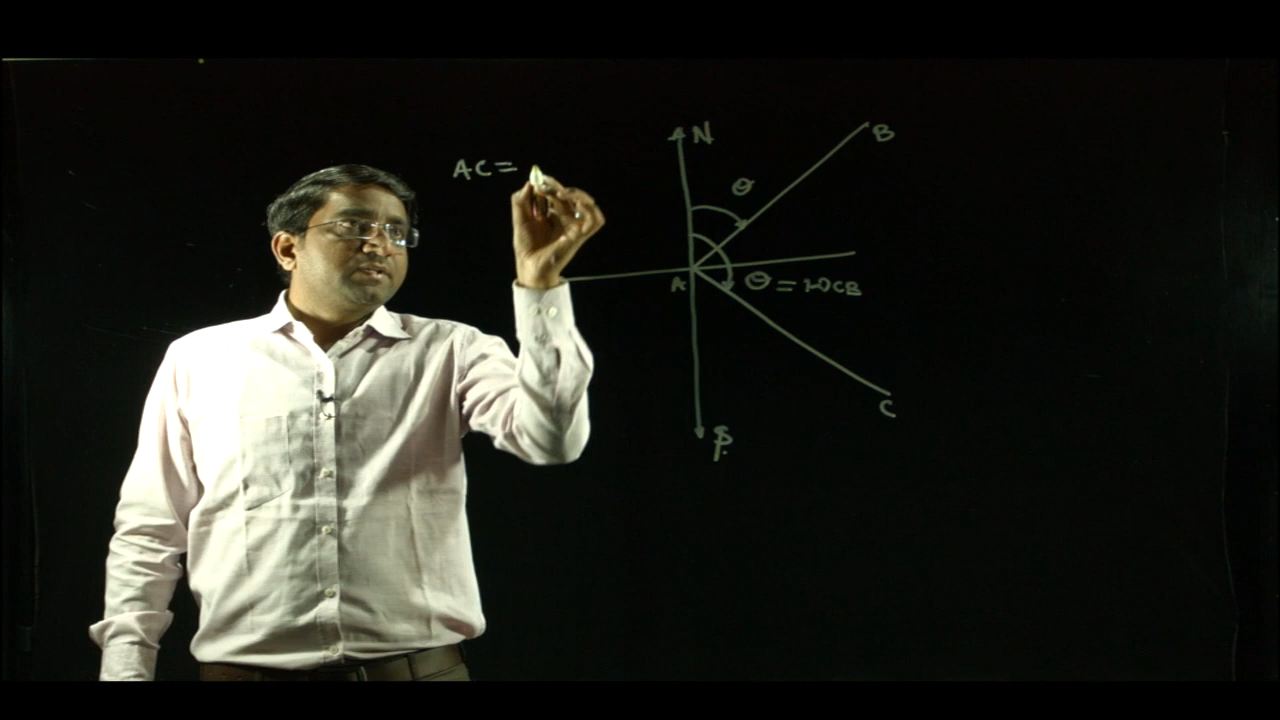 N
B
AC =
θ
A
θ = WCB
C
S